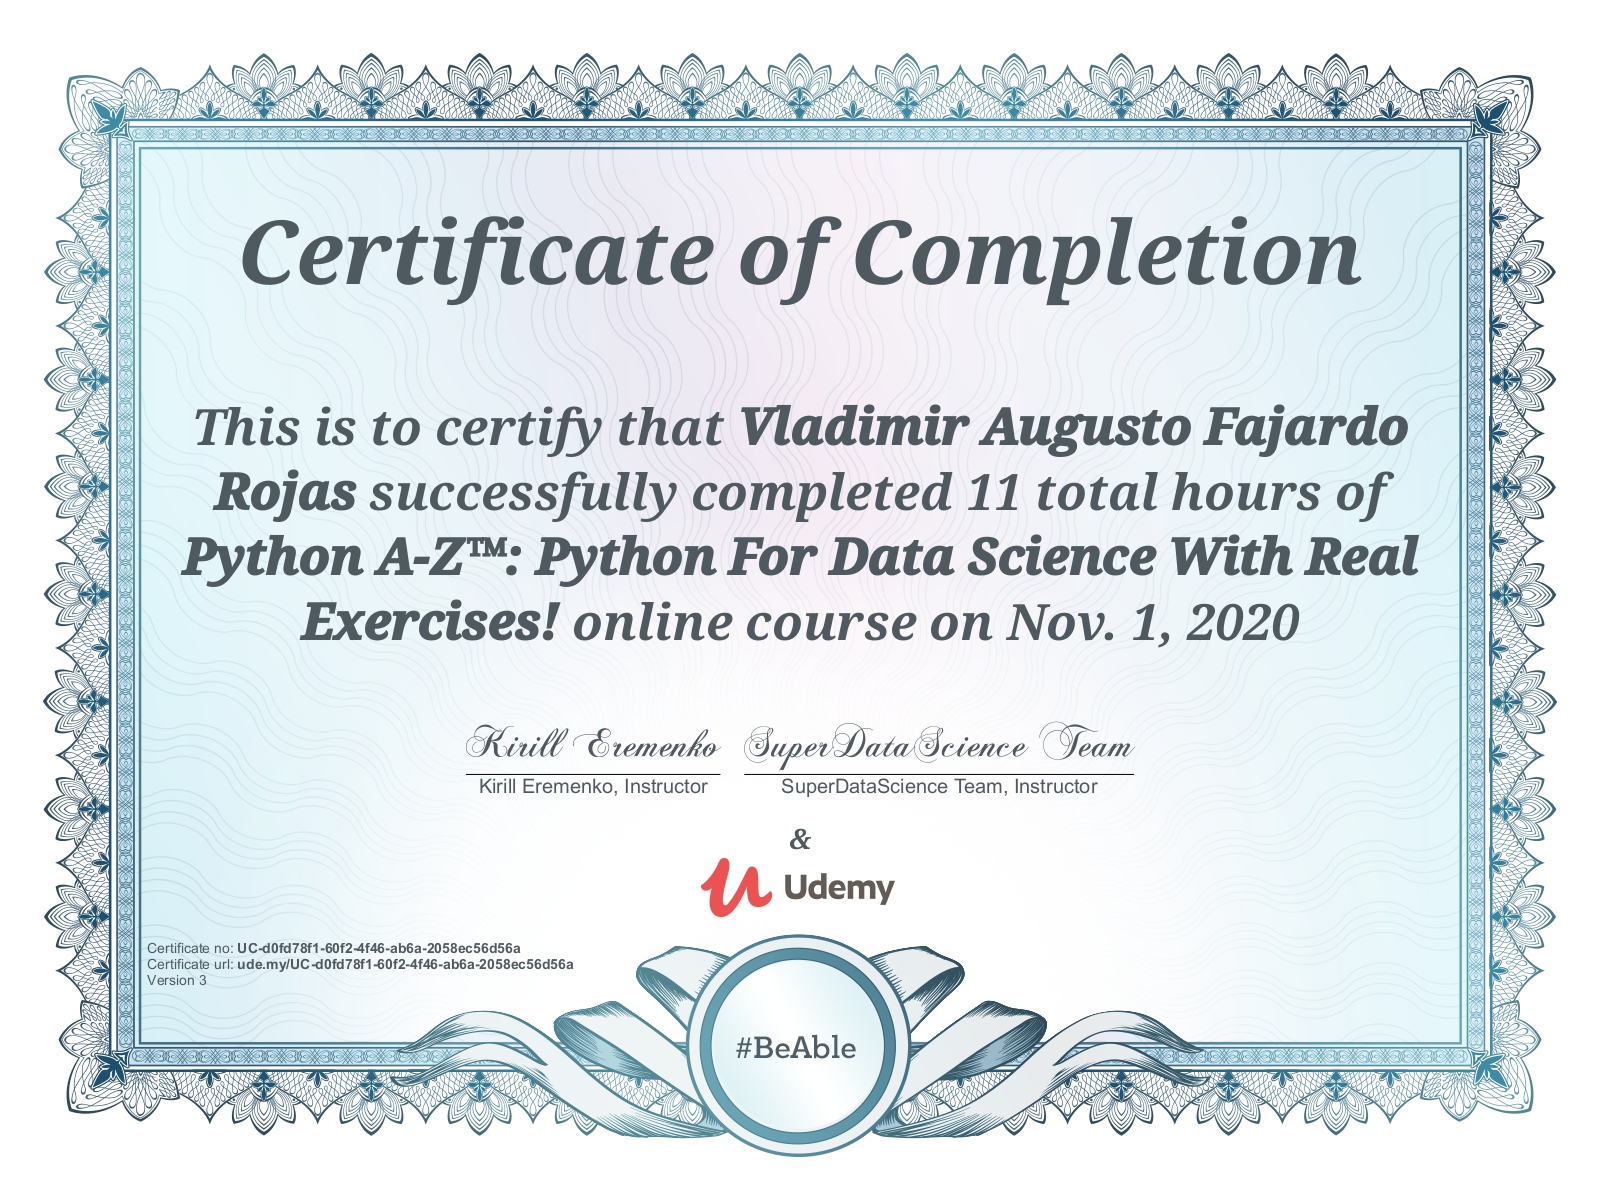 Certificate of Completion
This is to certify that Vladimir Augusto Fajardo
Rojas successfully completed 11 total hours of
Python A-Z™: Python For Data Science With Real
Exercises! online course on Nov. 1, 2020
Kirill Eremenko SuperDataScience Team
Kirill Eremenko, Instructor SuperDataScience Team, Instructor
&
Udemy
Certificate no: UC-d0fd78f1-60f2-4f46-ab6a-2058ec56d56a
Certificate url: ude.my/UC-d0fd78f1-60f2-4f46-ab6a-2058ec56d56a
Version 3
#BeAble